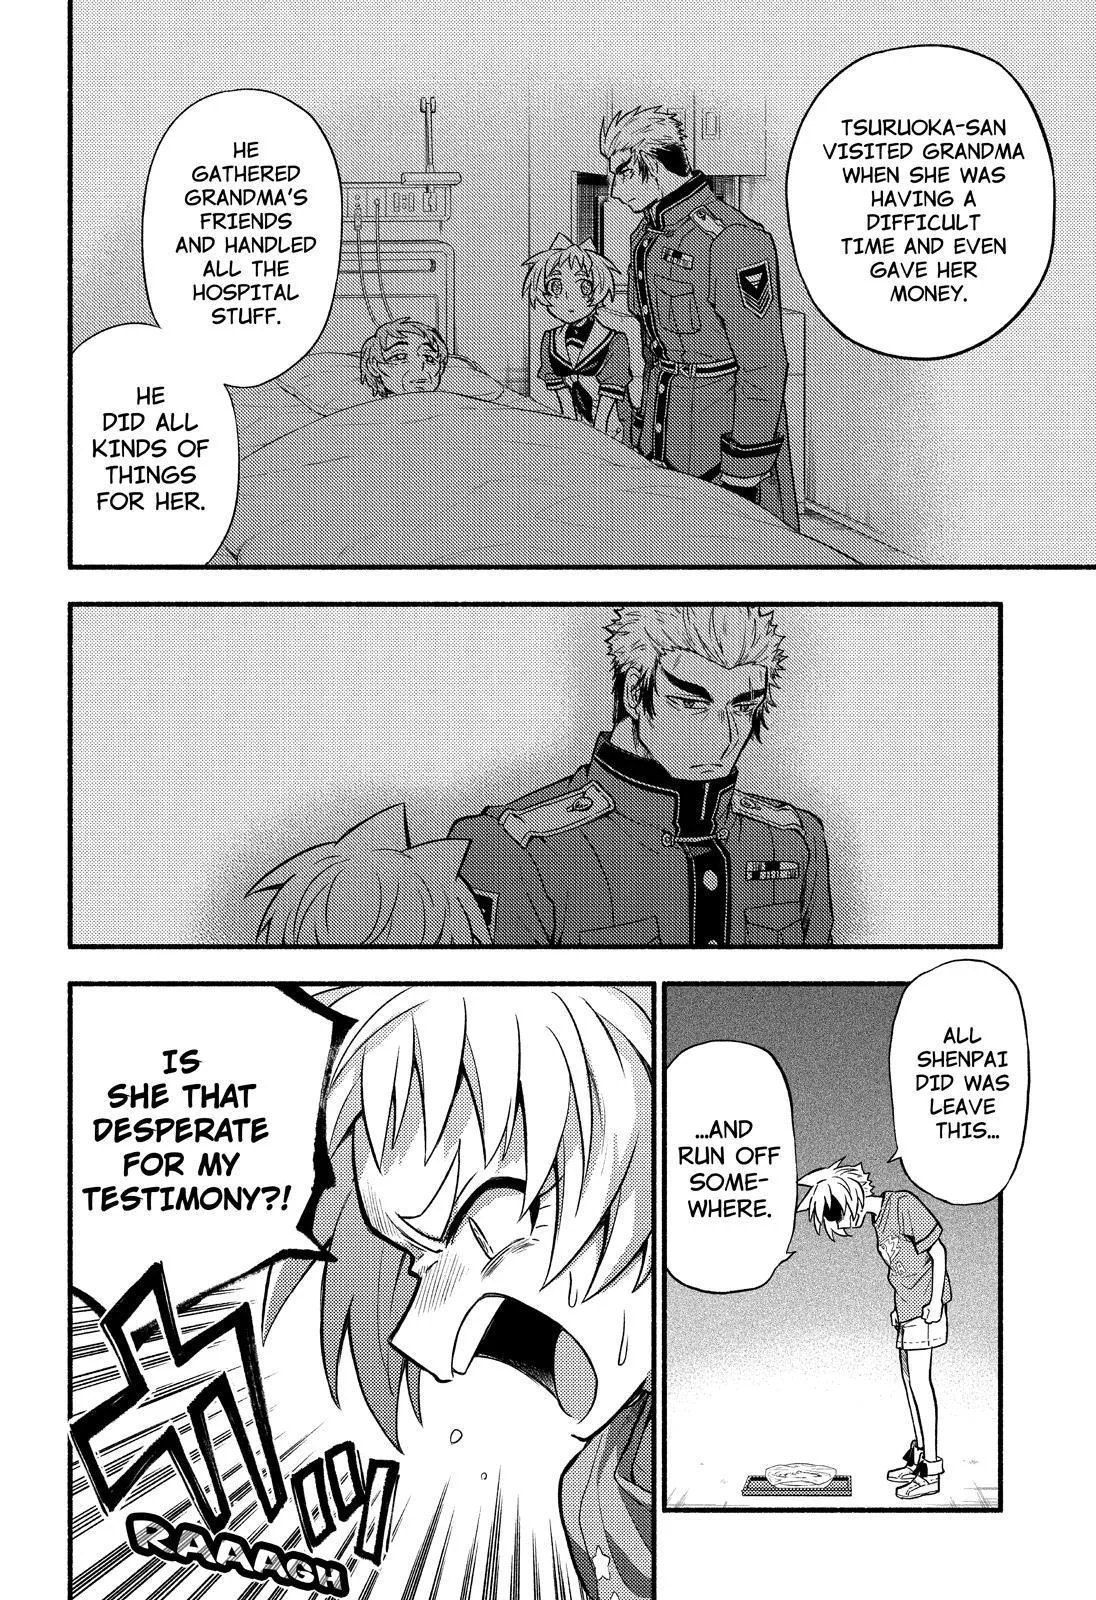 TSURUOKA-SAN
VISITED GRANDMA
WHEN SHE WAS
HAVING A
DIFFICULT
TIME AND EVEN
GAVE HER
MONEY.
HE
GATHERED
GRANDMA'S
FRIENDS
AND HANDLED
ALL THE
HOSPITAL
STUFF.
HE
DID ALL
KINDS OF
THINGS
FOR HER.
ALL
SHENPAI
DID WAS
LEAVE
THIS...
...AND
RUN OFF
SOME-
WHERE.
IS
SHE THAT
DESPERATE
FOR MY
TESTIMONY?!
RAAAAGH